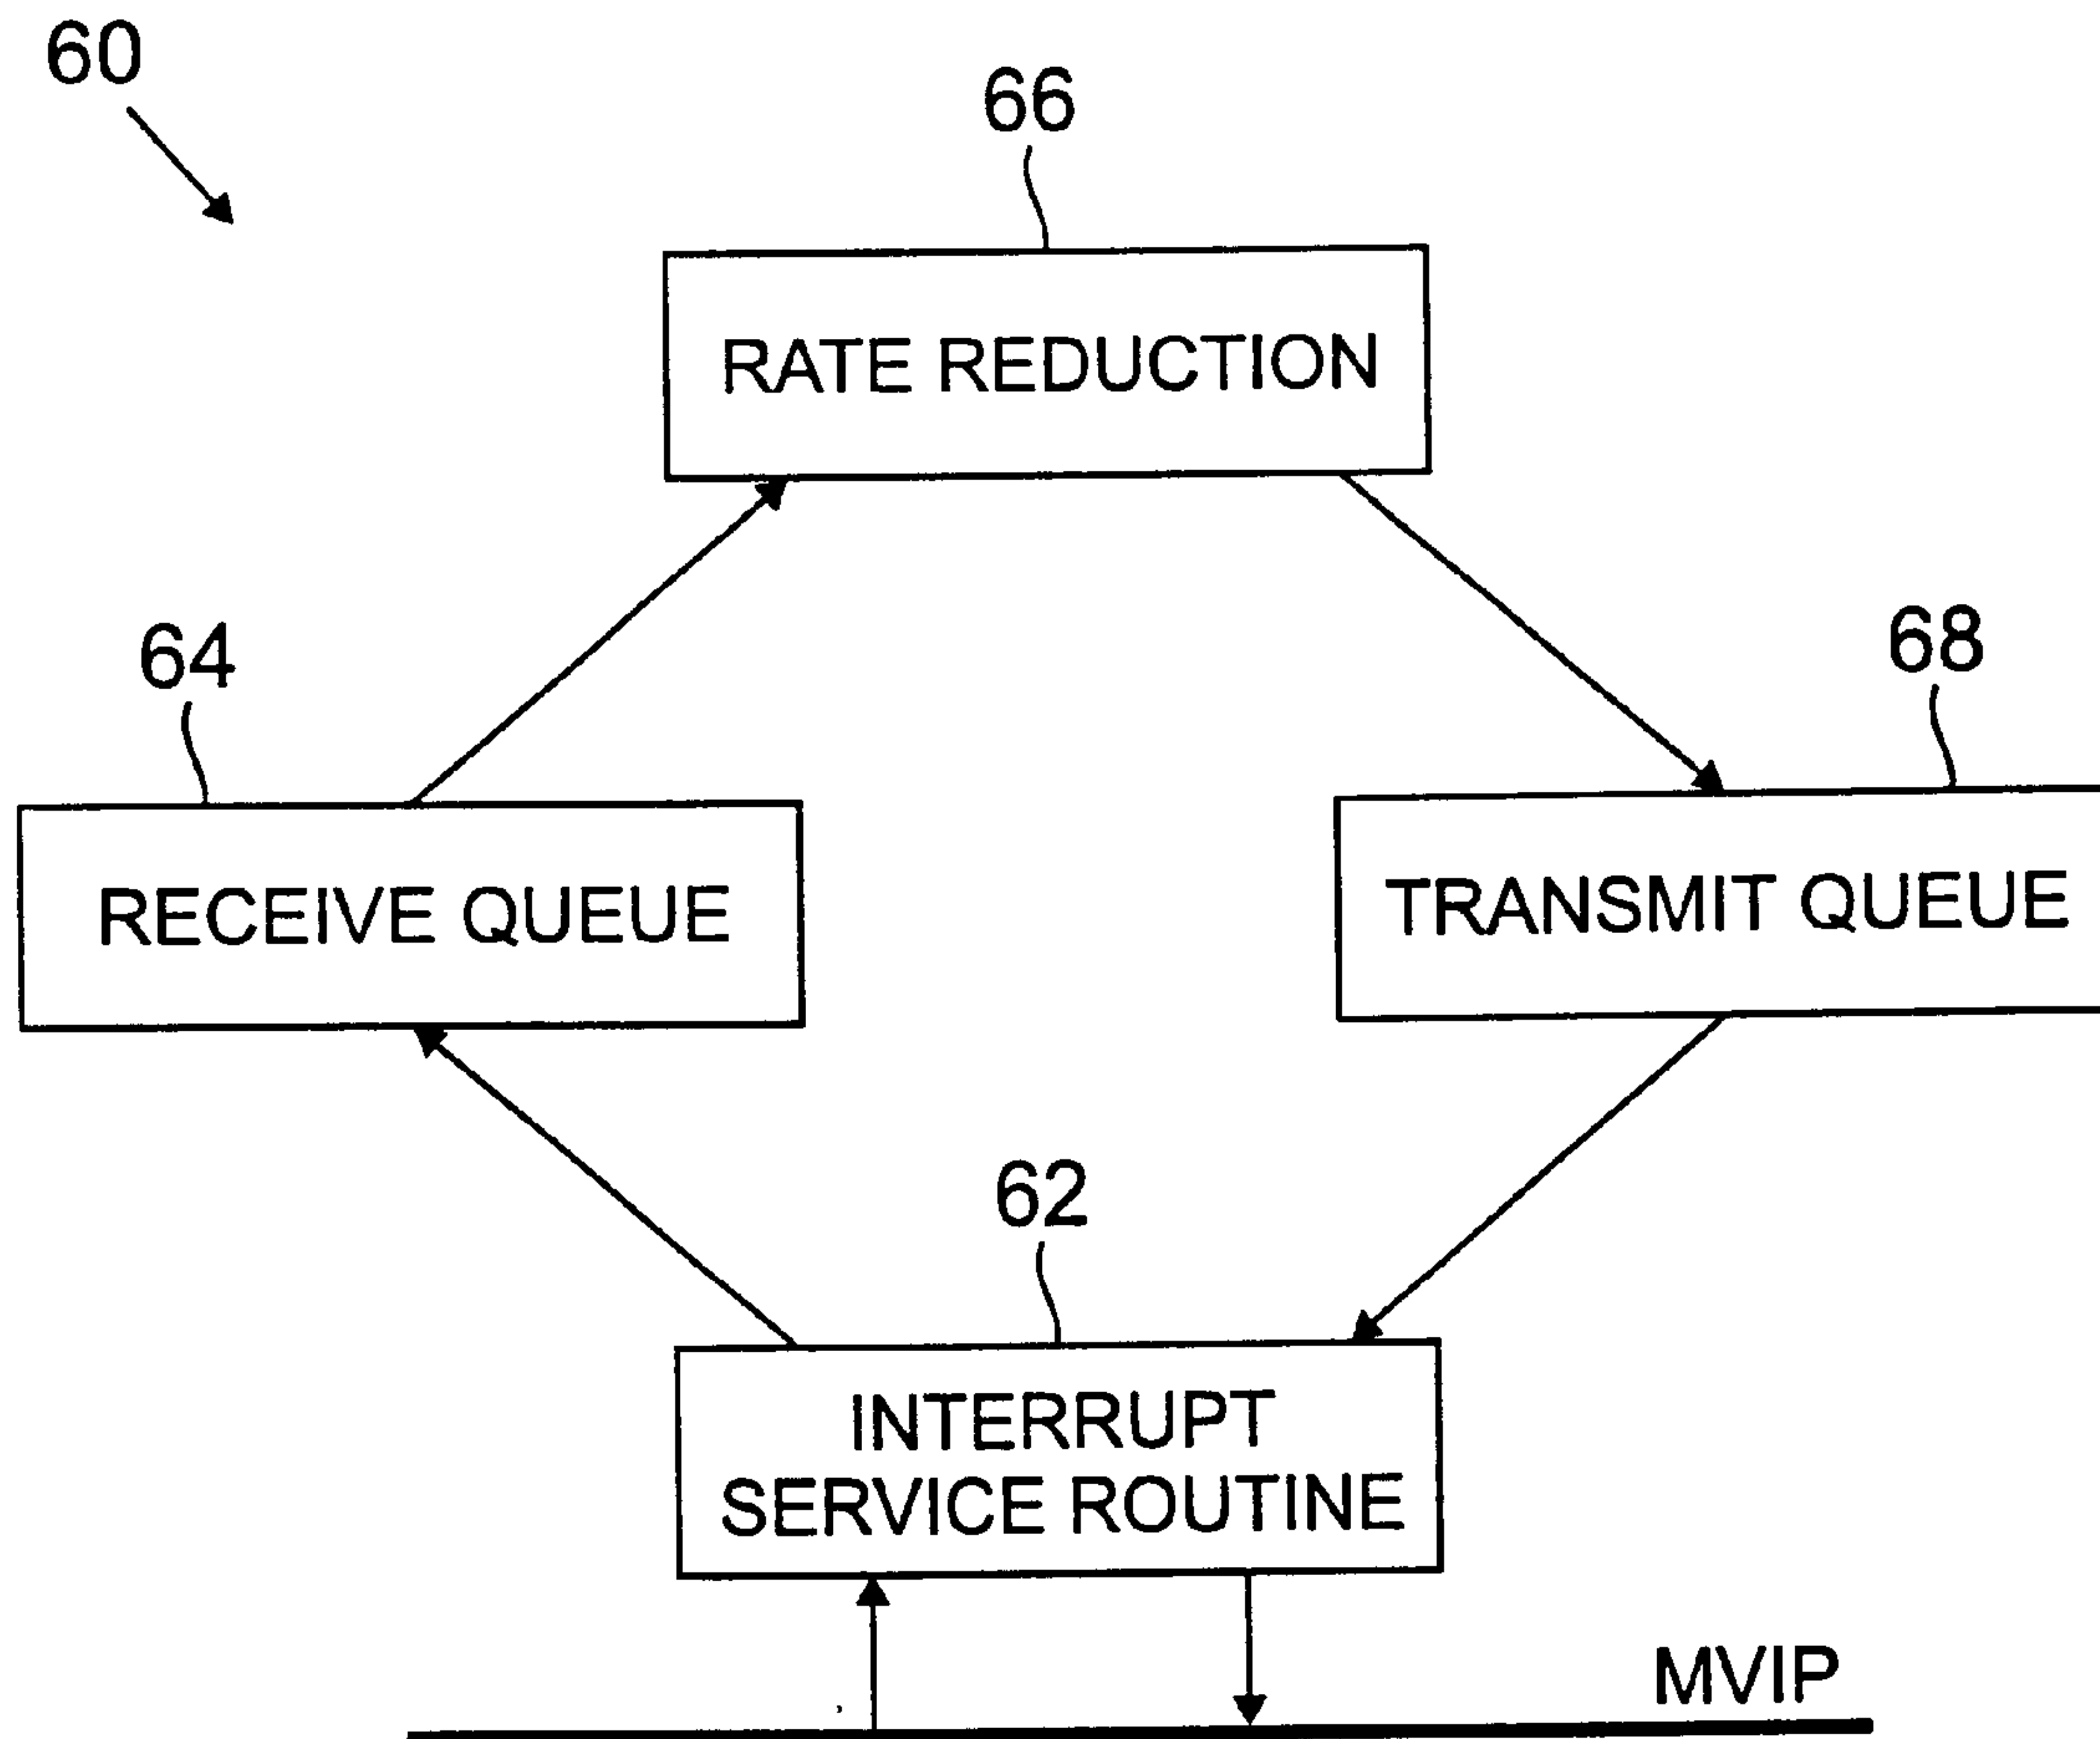 60
66
RATE REDUCTION
64
68
RECEIVE QUEUE
TRANSMIT QUEUE
62
INTERRUPT
SERVICE ROUTINE
MVIP